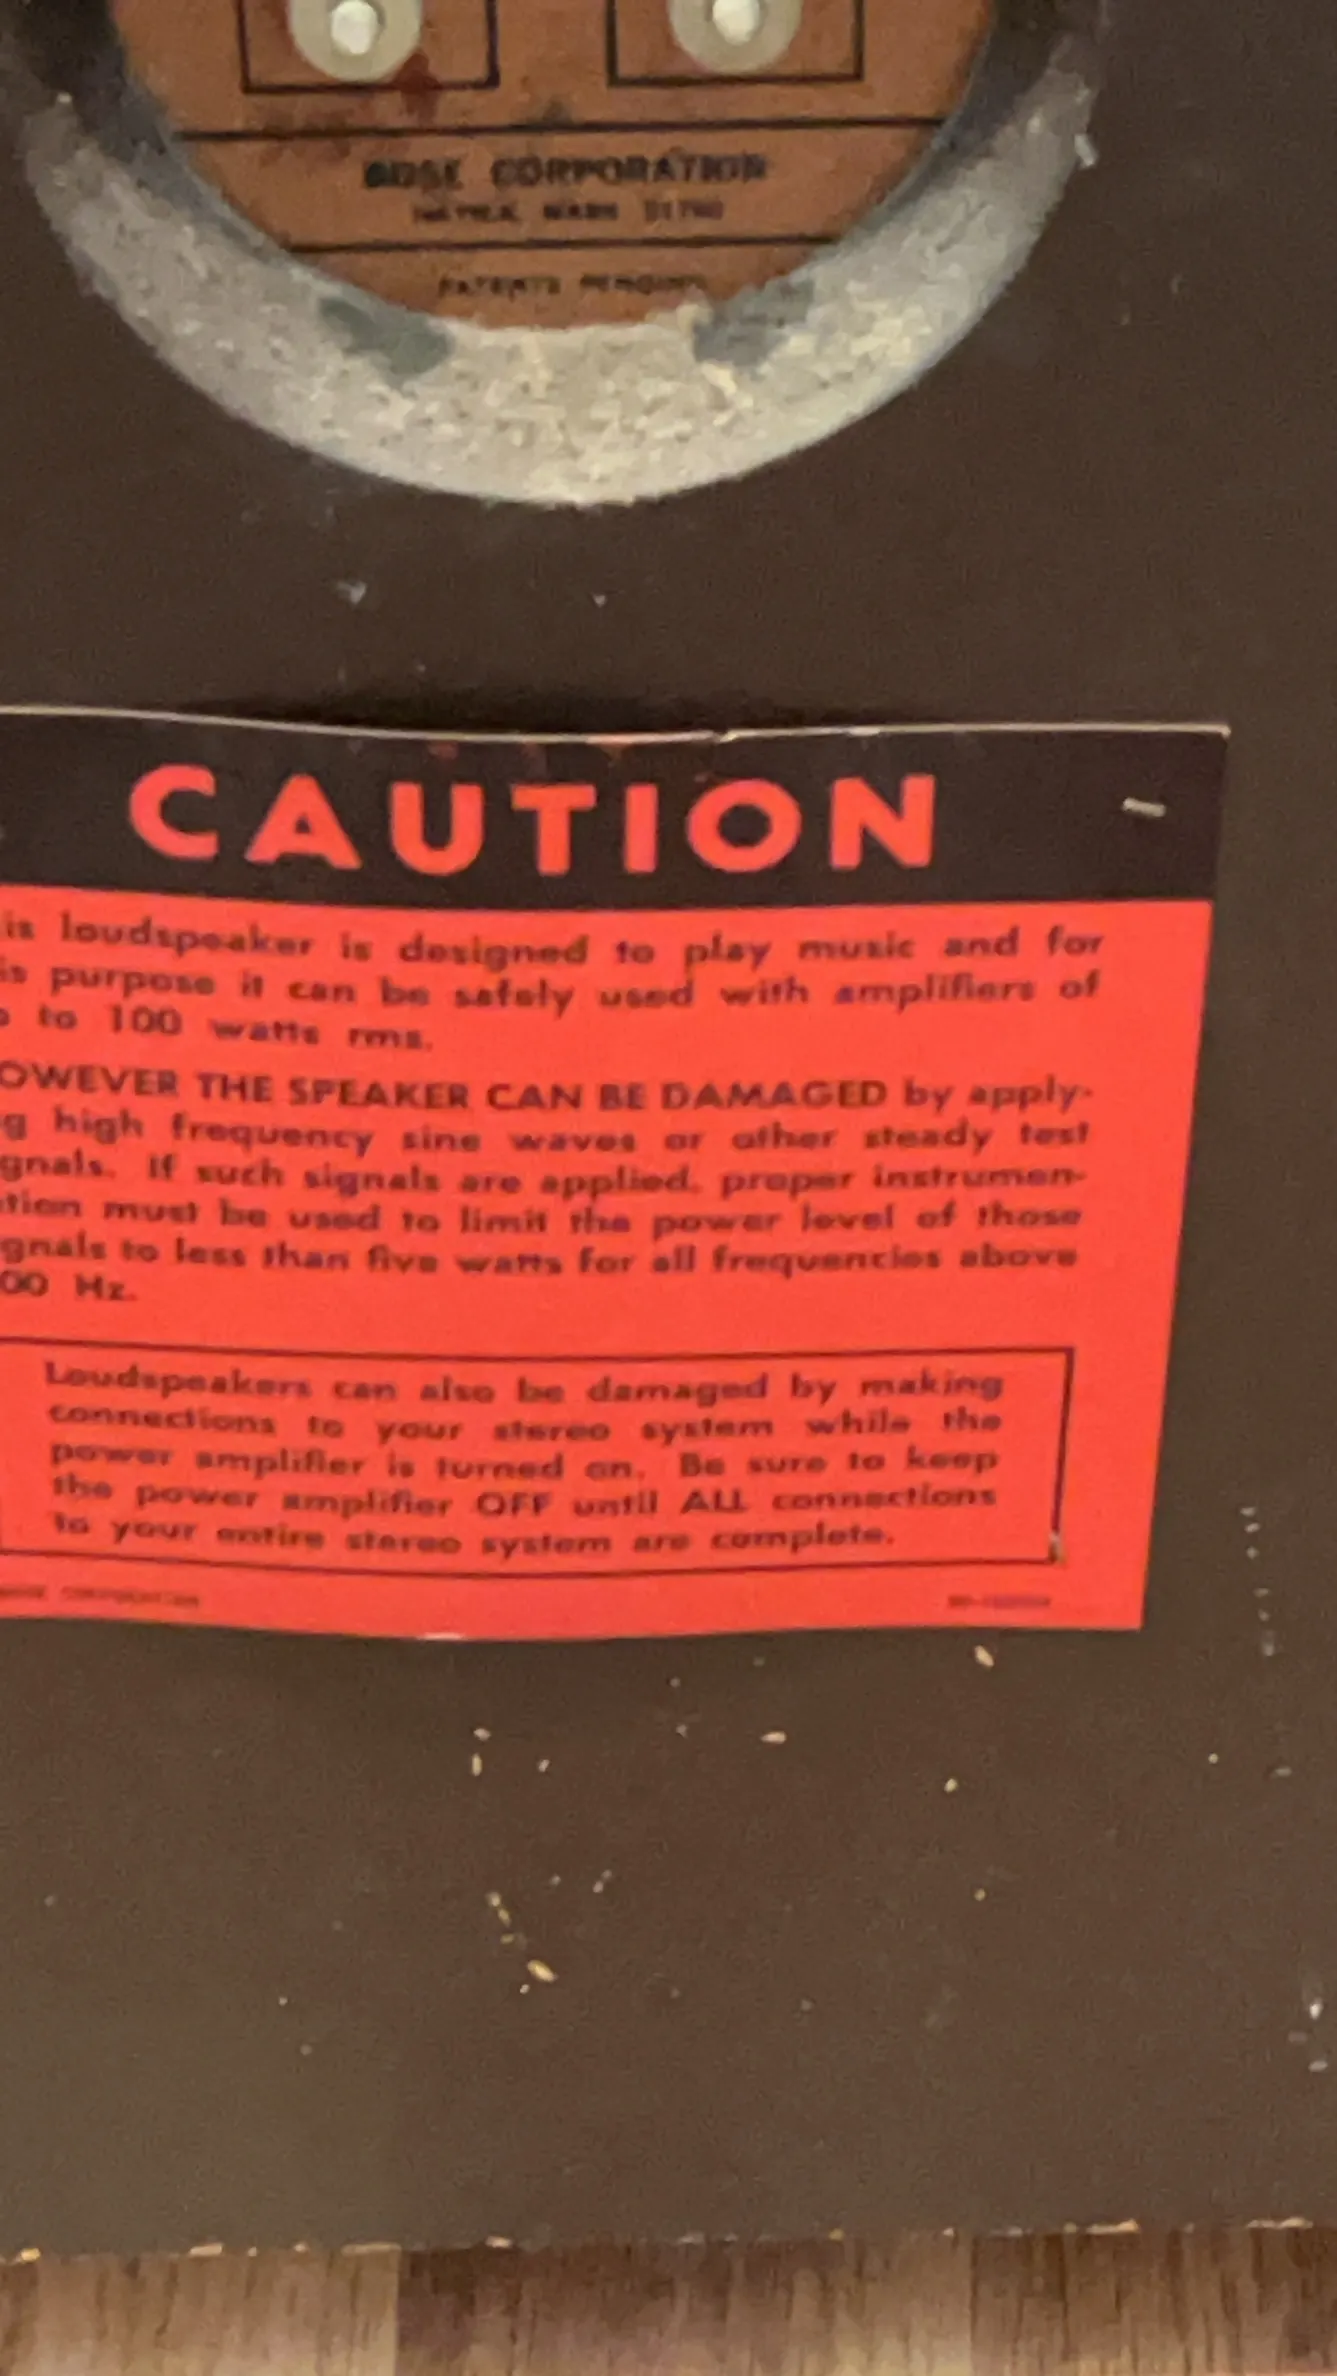 BOSE CORPORATION
PATENTS PENDING
CAUTION
is loudspeaker is designed to play music and for
is purpose it can be safely used with amplifiers of
to 100 watts rms.
OWEVER THE SPEAKER CAN BE DAMAGED by apply-
g high frequency sine waves or other steady test
gnals. If such signals are applied, proper instrumen-
tion must be used to limit the power level of those
gnals to less than five watts for all frequencies above
00 Hz.
Loudspeakers can also be damaged by making
connections to your stereo system while the
power amplifier is turned on. Be sure to keep
the power amplifier OFF until ALL connections
to your entire stereo system are complete.
CORPORATION